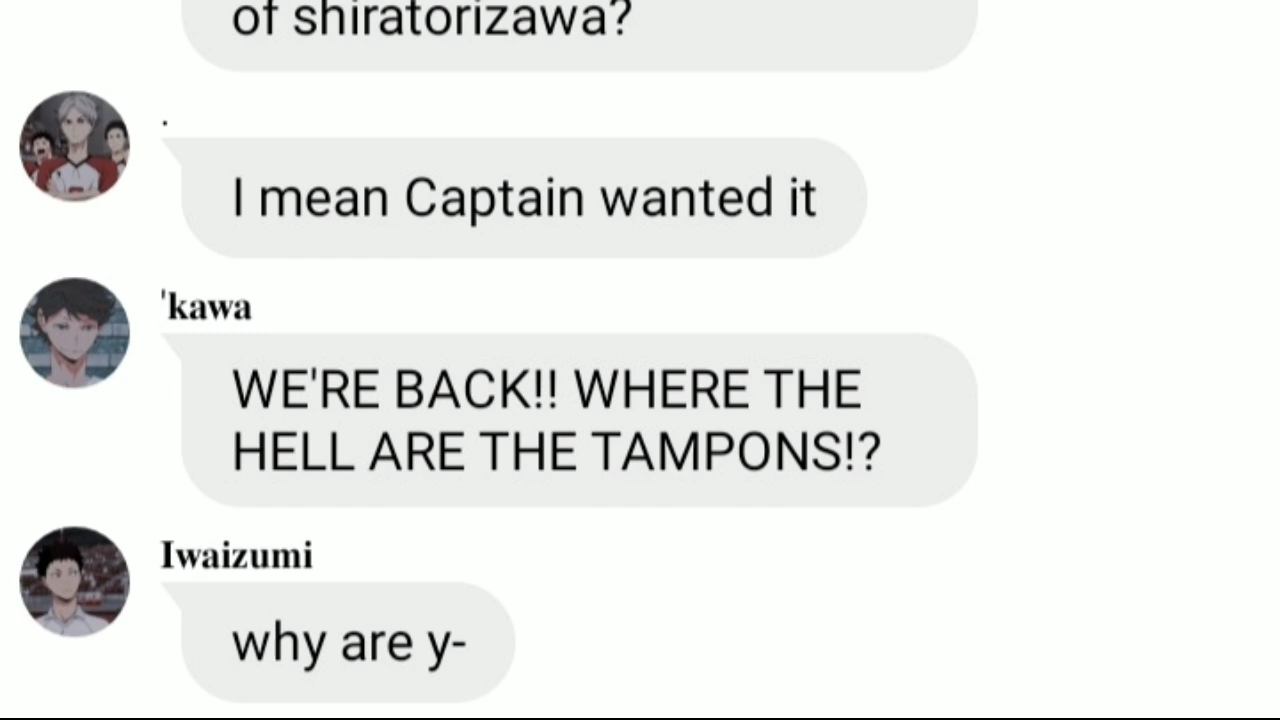 of shiratorizawa?
.
I mean Captain wanted it
'kawa
WE'RE BACK!! WHERE THE
HELL ARE THE TAMPONS!?
Iwaizumi
why are y-